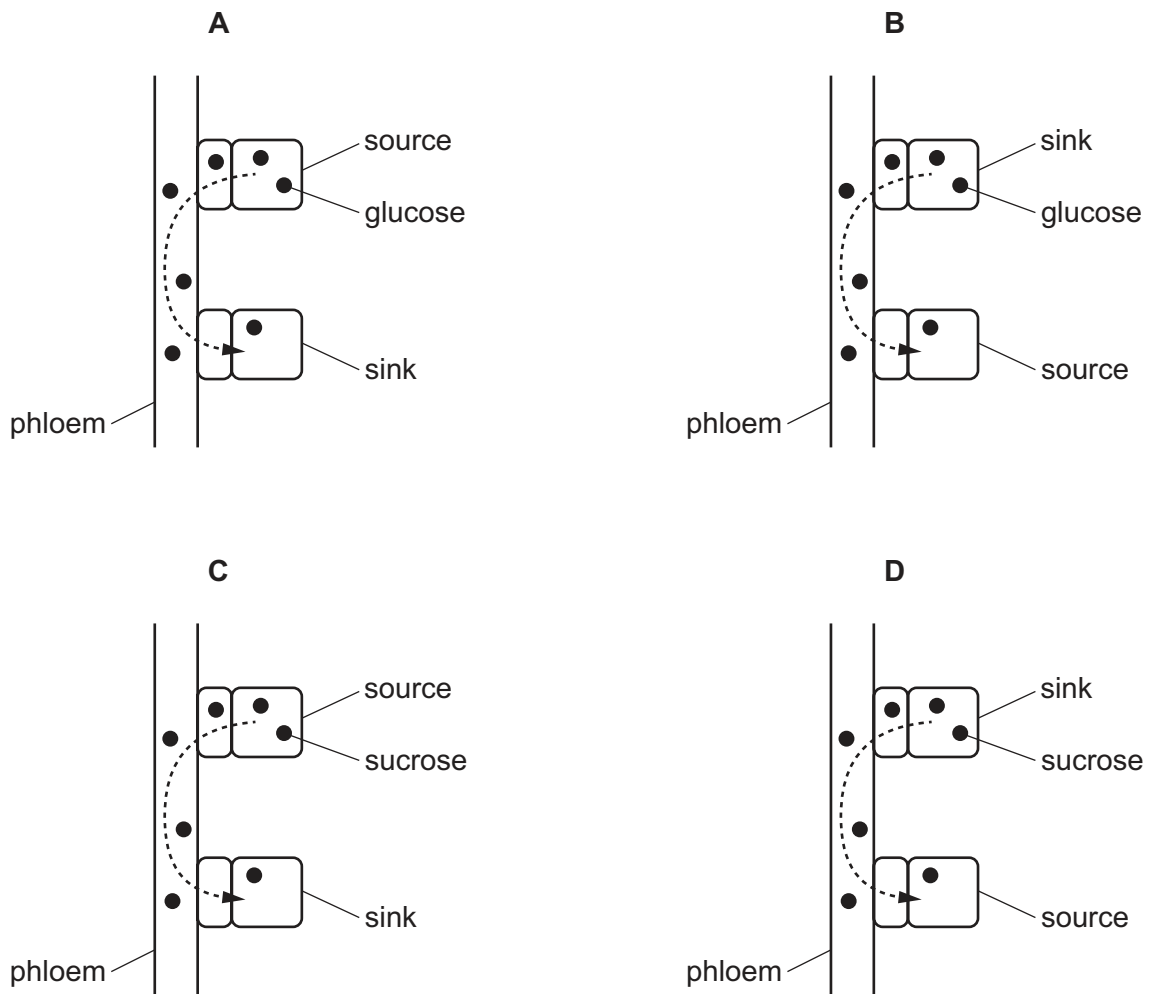 A
source
glucose
sink
phloem
B
sink
glucose
source
phloem
C
source
sucrose
sink
phloem
D
sink
sucrose
source
phloem